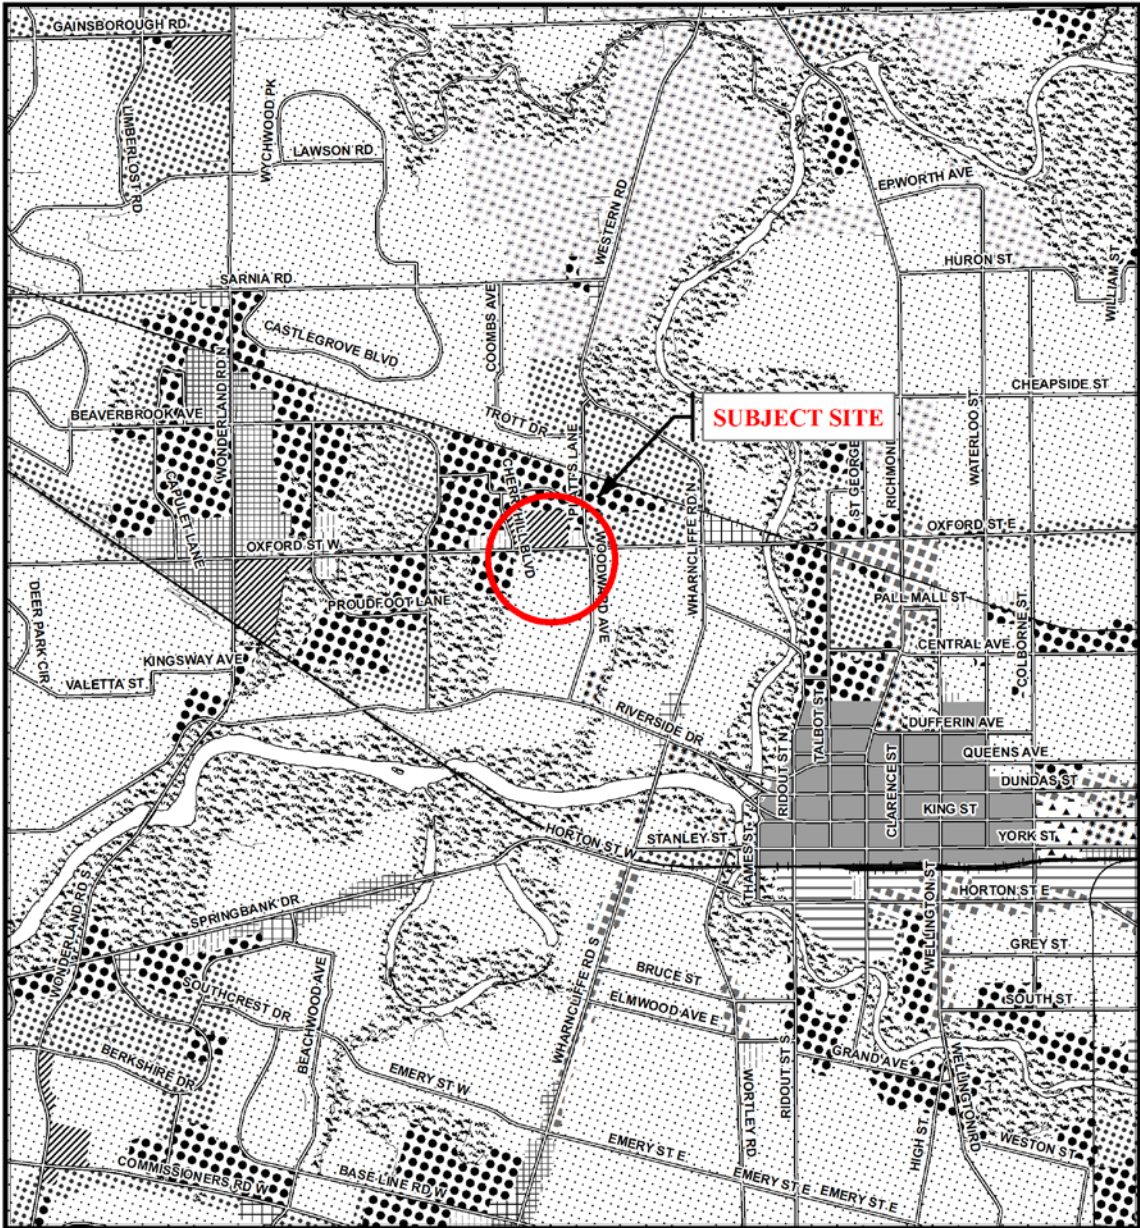 GAINSBOROUGH RD
LIMBERLOST RD
WYCHWOOD PK
LAWSON RD
WESTERN RD
EPWORTH AVE
HURON ST
WILLIAM ST
SARNIA RD
COOMBS AVE
CASTLEGROVE BLVD
WONDERLAND RD N
CHEAPSIDE ST
BEAVERBROOK AVE
TROTT DR
PLATT'S LANE
SUBJECT SITE
ST GEORGE
RICHMOND
WATERLOO ST
CAPULET LANE
CHERRYHILL BLVD
WHARNCLIFFE RD N
OXFORD ST W
OXFORD ST E
WOODWARD AVE
DEER PARK CIR
PROUDFOOT LANE
PALL MALL ST
COLBORNE ST
CENTRAL AVE
KINGSWAY AVE
VALETTA ST
RIVERSIDE DR
RIDOUT ST N
TALBOT ST
DUFFERIN AVE
CLARENCE ST
QUEENS AVE
DUNDAS ST
KING ST
STANLEY ST
YORK ST
HORTON ST W
THAMES ST
WELLINGTON ST
HORTON ST E
SPRINGBANK DR
WONDERLAND RD S
GREY ST
WHARNCLIFFE RD S
BRUCE ST
SOUTHCREST DR
BEACHWOOD AVE
ELMWOOD AVE E
SOUTH ST
BERKSHIRE DR
EMERY ST W
WORTLEY RD
RIDOUT ST S
GRAND AVE
WELLINGTON RD
HIGH ST
WESTON ST
EMERY ST E
COMMISSIONERS RD W
BASE LINE RD W
EMERY ST E
EMERY ST E